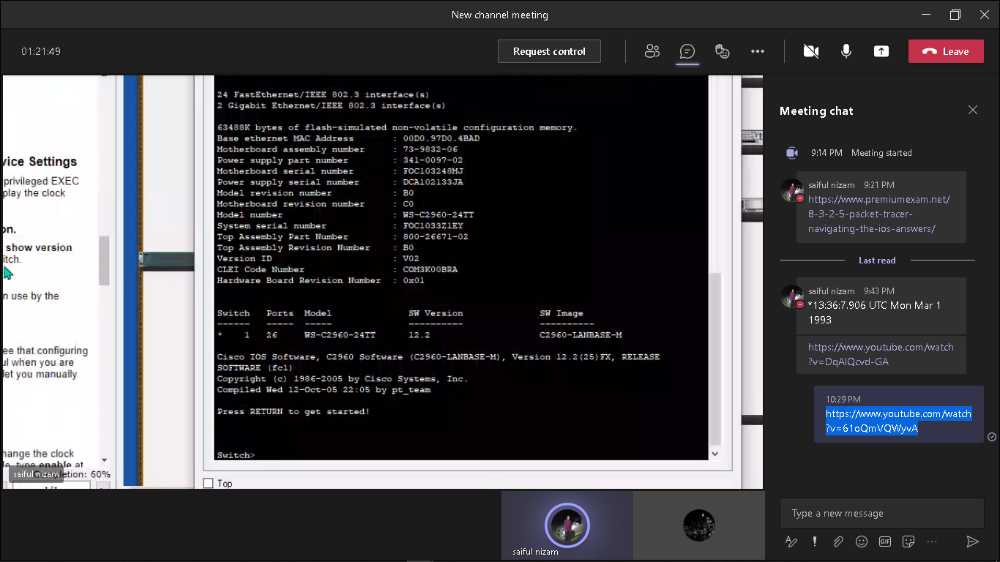 New channel meeting
01:21:49
Request control
Leave
vice Settings
privileged EXEC
play the clock
on.
show version
itch.
n use by the
ee that configuring
ul when you are
let you manually
hange the clock
le, type enable at
saiful nizam
pletion: 60%
1/1
24 FastEthernet/IEEE 802.3 interface(s)
2 Gigabit Ethernet/IEEE 802.3 interface(s)
63488K bytes of flash-simulated non-volatile configuration memory.
Base ethernet MAC Address : 00D0.97D0.4BAD
Motherboard assembly number : 73-9832-06
Power supply part number : 341-0097-02
Motherboard serial number : FOC103248MJ
Power supply serial number : DCA102133JA
Model revision number : B0
Motherboard revision number : C0
Model number : WS-C2960-24TT
System serial number : FOC1033Z1EY
Top Assembly Part Number : 800-26671-02
Top Assembly Revision Number : B0
Version ID : V02
CLEI Code Number : COM3K00BRA
Hardware Board Revision Number : 0x01
Switch Ports Model SW Version SW Image
------ ----- ----- ---------- ----------
* 1 26 WS-C2960-24TT 12.2 C2960-LANBASE-M
Cisco IOS Software, C2960 Software (C2960-LANBASE-M), Version 12.2(25)FX, RELEASE
SOFTWARE (fc1)
Copyright (c) 1986-2005 by Cisco Systems, Inc.
Compiled Wed 12-Oct-05 22:05 by pt_team
Press RETURN to get started!
Switch>
Top
saiful nizam
Meeting chat
9:14 PM Meeting started
saiful nizam 9:21 PM
https://www.premiumexam.net/
8-3-2-5-packet-tracer-
navigating-the-ios-answers/
Last read
saiful nizam 9:43 PM
*13:36:7.906 UTC Mon Mar 1
1993
https://www.youtube.com/watch
?v=DqAlQcvd-GA
10:29 PM
https://www.youtube.com/watch
?v=61oQmVQWyvA
Type a new message
GIF